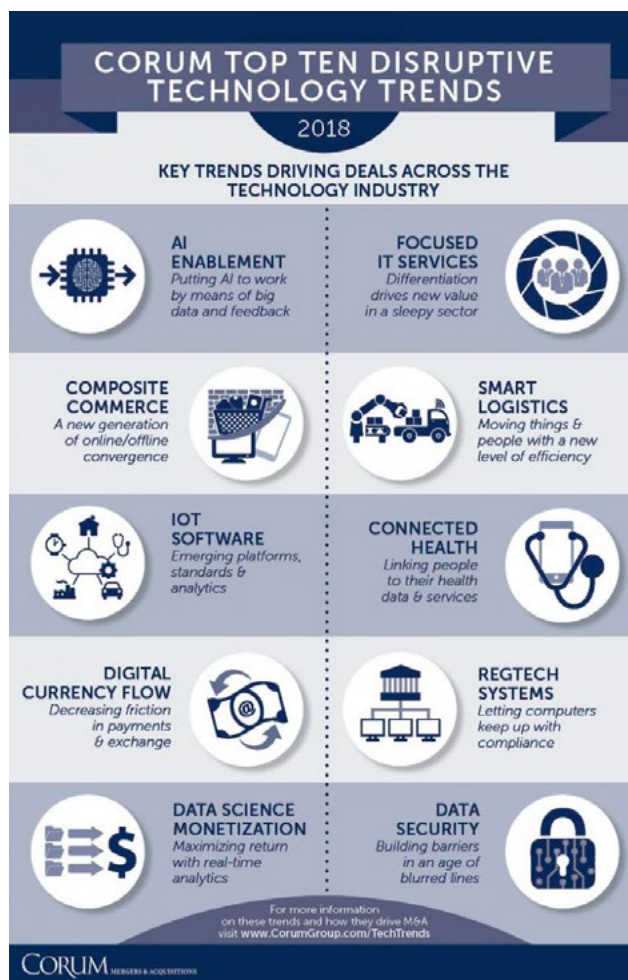 CORUM TOP TEN DISRUPTIVE
TECHNOLOGY TRENDS
2018
KEY TRENDS DRIVING DEALS ACROSS THE
TECHNOLOGY INDUSTRY
AI
ENABLEMENT
Putting AI to work
by means of big
data and feedback
FOCUSED
IT SERVICES
Differentiation
drives new value
in a sleepy sector
COMPOSITE
COMMERCE
A new generation
of online/offline
convergence
SMART
LOGISTICS
Moving things &
people with a new
level of efficiency
IOT
SOFTWARE
Emerging platforms,
standards &
analytics
CONNECTED
HEALTH
Linking people
to their health
data & services
DIGITAL
CURRENCY FLOW
Decreasing friction
in payments
& exchange
@
REGTECH
SYSTEMS
Letting computers
keep up with
compliance
DATA SCIENCE
MONETIZATION
Maximizing return
with real-time
analytics
$
DATA
SECURITY
Building barriers
in an age of
blurred lines
For more information
on these trends and how they drive M&A
visit www.CorumGroup.com/TechTrends
CORUM MERGERS & ACQUISITIONS